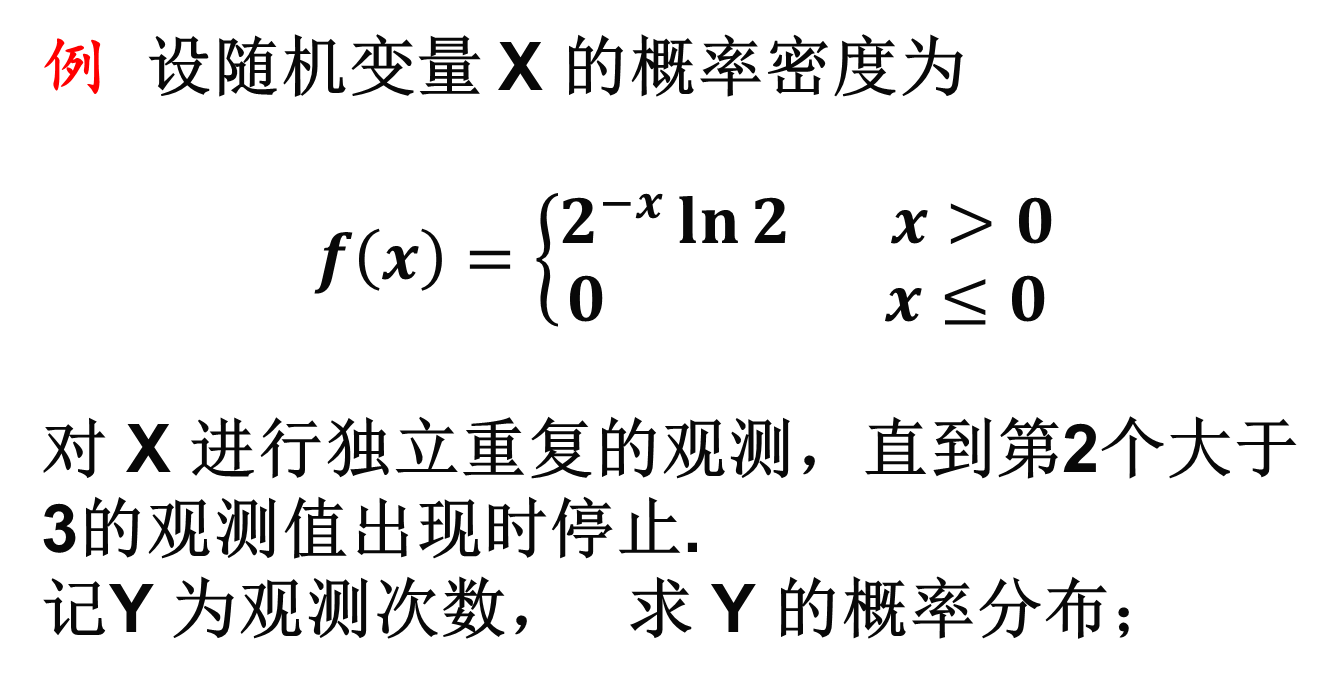 例 设随机变量 X 的概率密度为
f(x) = {2^{-x} ln 2 x > 0
0 x ≤ 0
对 X 进行独立重复的观测，直到第2个大于
3的观测值出现时停止.
记Y 为观测次数， 求 Y 的概率分布；